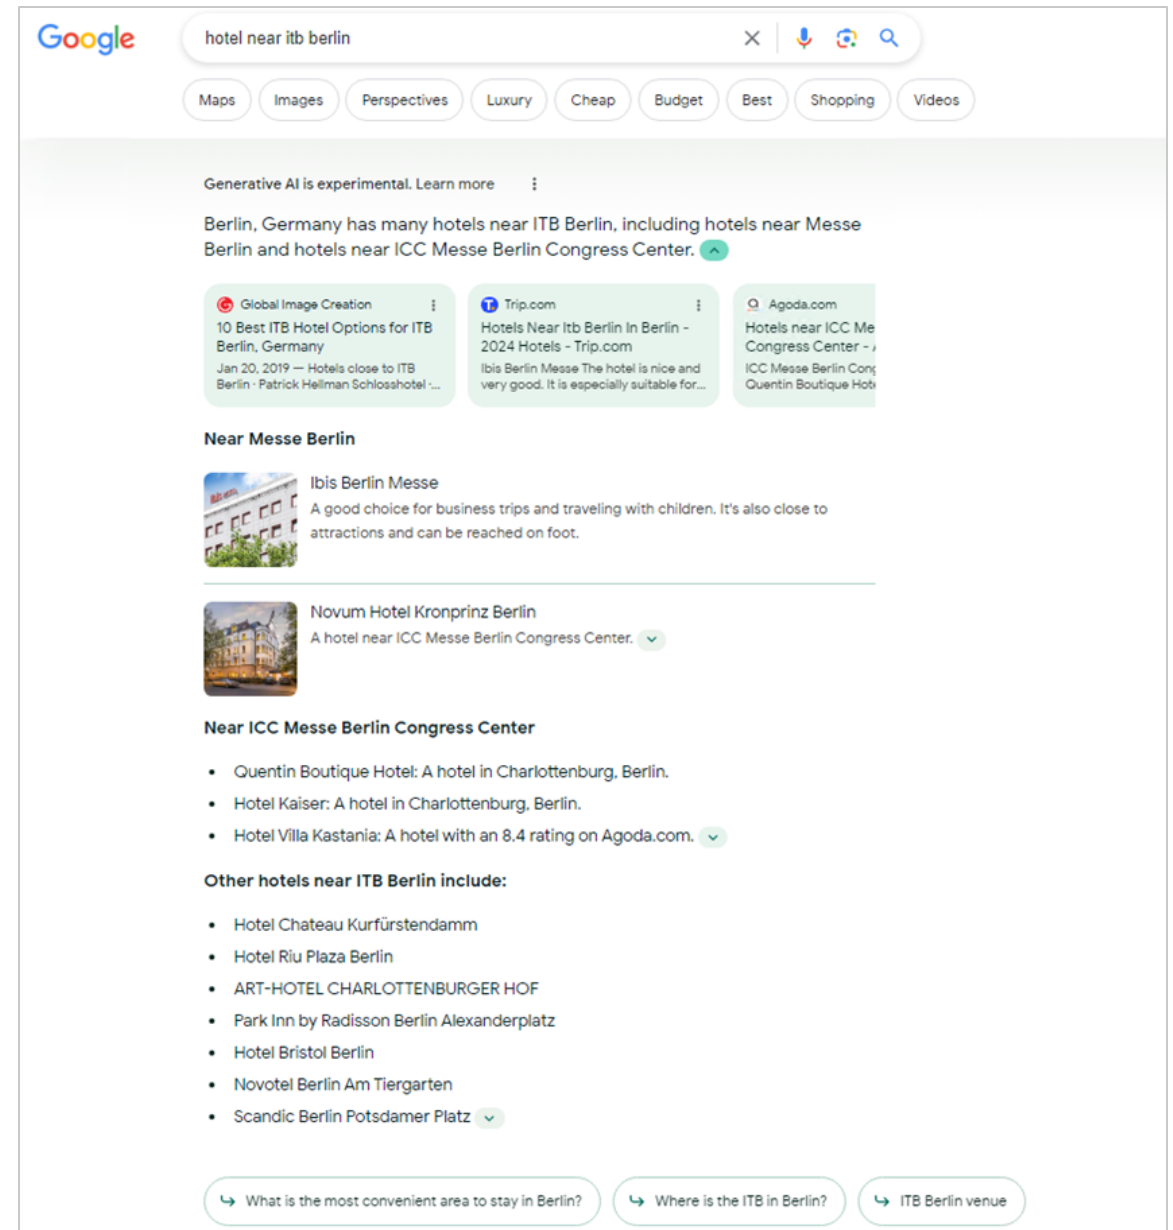 Google
hotel near itb berlin
Maps
Images
Perspectives
Luxury
Cheap
Budget
Best
Shopping
Videos
Generative AI is experimental. Learn more
Berlin, Germany has many hotels near ITB Berlin, including hotels near Messe
Berlin and hotels near ICC Messe Berlin Congress Center.
Global Image Creation
10 Best ITB Hotel Options for ITB
Berlin, Germany
Jan 20, 2019 — Hotels close to ITB
Berlin · Patrick Hellman Schlosshotel ·...
Trip.com
Hotels Near Itb Berlin In Berlin -
2024 Hotels - Trip.com
Ibis Berlin Messe The hotel is nice and
very good. It is especially suitable for...
Agoda.com
Hotels near ICC Me
Congress Center -
ICC Messe Berlin Cong
Quentin Boutique Hot
Near Messe Berlin
Ibis Berlin Messe
A good choice for business trips and traveling with children. It's also close to
attractions and can be reached on foot.
Novum Hotel Kronprinz Berlin
A hotel near ICC Messe Berlin Congress Center.
Near ICC Messe Berlin Congress Center
• Quentin Boutique Hotel: A hotel in Charlottenburg, Berlin.
• Hotel Kaiser: A hotel in Charlottenburg, Berlin.
• Hotel Villa Kastania: A hotel with an 8.4 rating on Agoda.com.
Other hotels near ITB Berlin include:
• Hotel Chateau Kurfürstendamm
• Hotel Riu Plaza Berlin
• ART-HOTEL CHARLOTTENBURGER HOF
• Park Inn by Radisson Berlin Alexanderplatz
• Hotel Bristol Berlin
• Novotel Berlin Am Tiergarten
• Scandic Berlin Potsdamer Platz
What is the most convenient area to stay in Berlin?
Where is the ITB in Berlin?
ITB Berlin venue